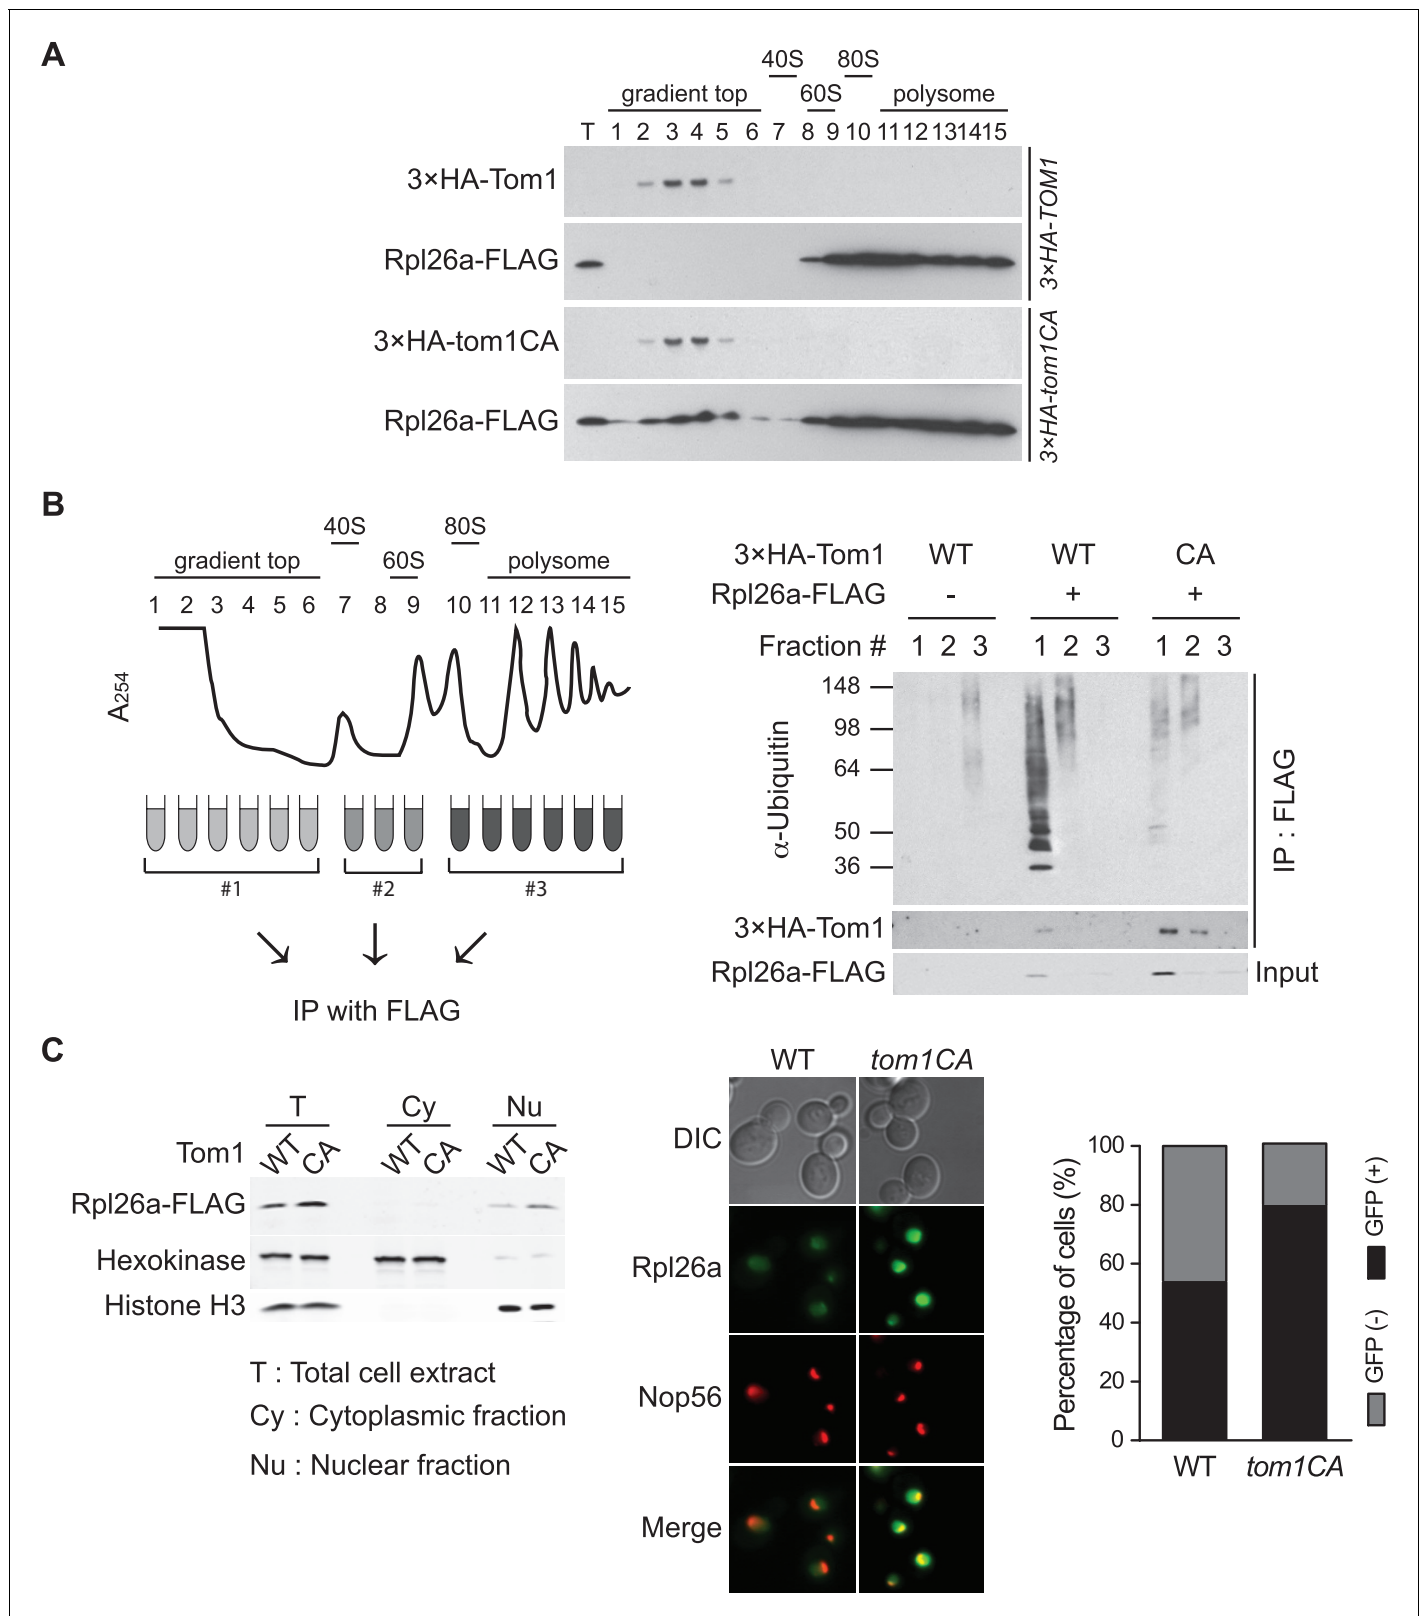 A
40S 80S
gradient top 60S polysome
T 1 2 3 4 5 6 7 8 9 10 11 12 13 14 15
3×HA-Tom1
Rpl26a-FLAG
3×HA-TOM1
3×HA-tom1CA
Rpl26a-FLAG
3×HA-tom1CA
B
40S 80S
gradient top 60S polysome
1 2 3 4 5 6 7 8 9 10 11 12 13 14 15
A254
#1 #2 #3
IP with FLAG
3×HA-Tom1 WT WT CA
Rpl26a-FLAG - + +
Fraction # 1 2 3 1 2 3 1 2 3
148
98
64
50
36
α-Ubiquitin
IP : FLAG
3×HA-Tom1
Rpl26a-FLAG Input
C
T Cy Nu
Tom1 WT CA WT CA WT CA
Rpl26a-FLAG
Hexokinase
Histone H3
T : Total cell extract
Cy : Cytoplasmic fraction
Nu : Nuclear fraction
WT tom1CA
DIC
Rpl26a
Nop56
Merge
Percentage of cells (%)
100
80
60
40
20
0
WT tom1CA
GFP (+)
GFP (-)